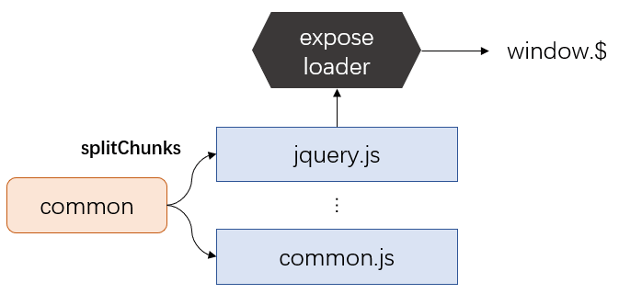 expose
loader
window.$
splitChunks
jquery.js
common
⋮
common.js